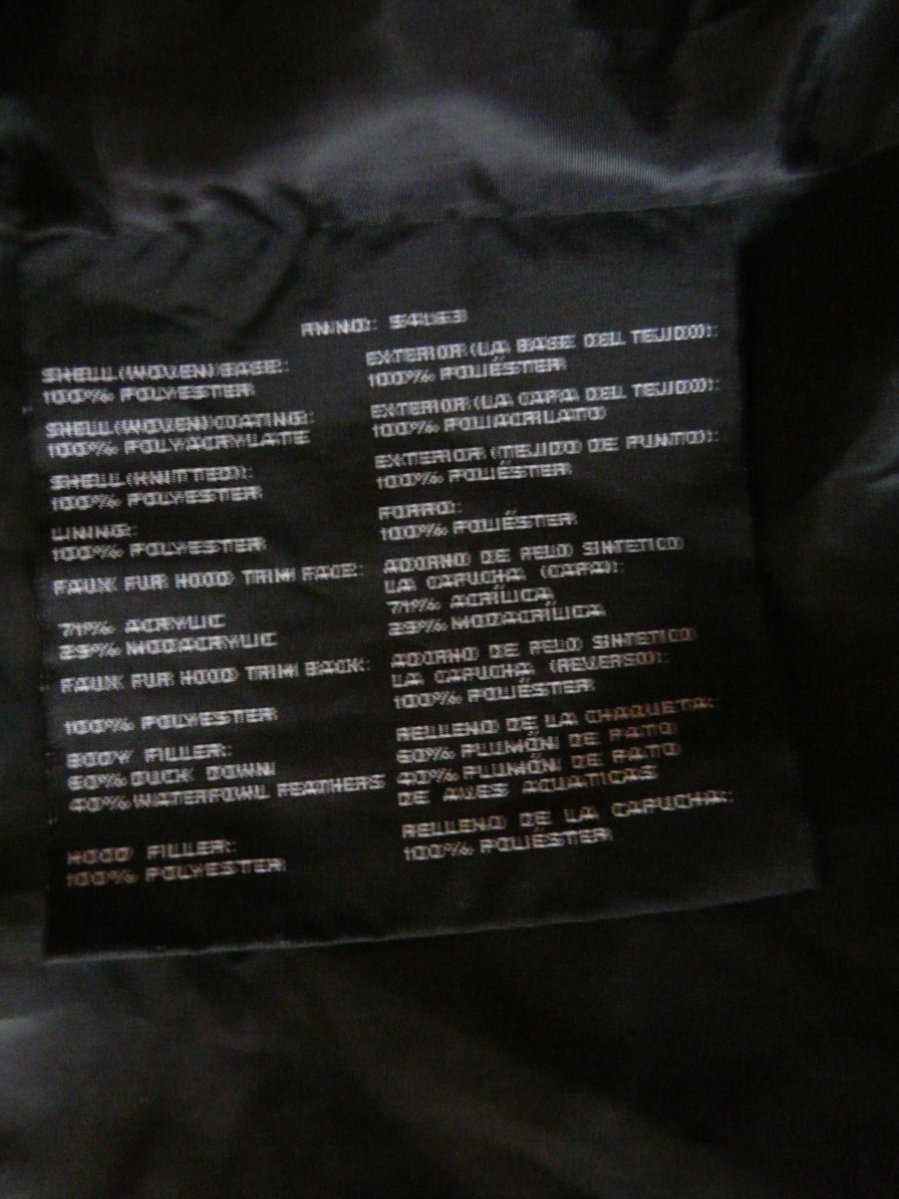 RN NO: 54163
SHELL (WOVEN) BASE:
100% POLYESTER
SHELL (WOVEN) COATING:
100% POLYACRYLATE
SHELL (KNITTED):
100% POLYESTER
LINING:
100% POLYESTER
FAUX FUR HOOD TRIM FACE:
71% ACRYLIC
29% MODACRYLIC
FAUX FUR HOOD TRIM BACK:
100% POLYESTER
BODY FILLER:
60% DUCK DOWN
40% WATERFOWL FEATHERS
HOOD FILLER:
100% POLYESTER
EXTERIOR (LA BASE DEL TEJIDO):
100% POLIÉSTER
EXTERIOR (LA CAPA DEL TEJIDO):
100% POLIACRILATO
EXTERIOR (TEJIDO DE PUNTO):
100% POLIÉSTER
FORRO:
100% POLIÉSTER
ADORNO DE PELO SINTETICO
LA CAPUCHA (CAPA):
71% ACRÍLICA
29% MODACRÍLICA
ADORNO DE PELO SINTETICO
LA CAPUCHA (REVERSO):
100% POLIÉSTER
RELLENO DE LA CHAQUETA:
60% PLUMÓN DE PATO
40% PLUMÓN DE PATO
DE AVES ACUATICAS
RELLENO DE LA CAPUCHA:
100% POLIÉSTER